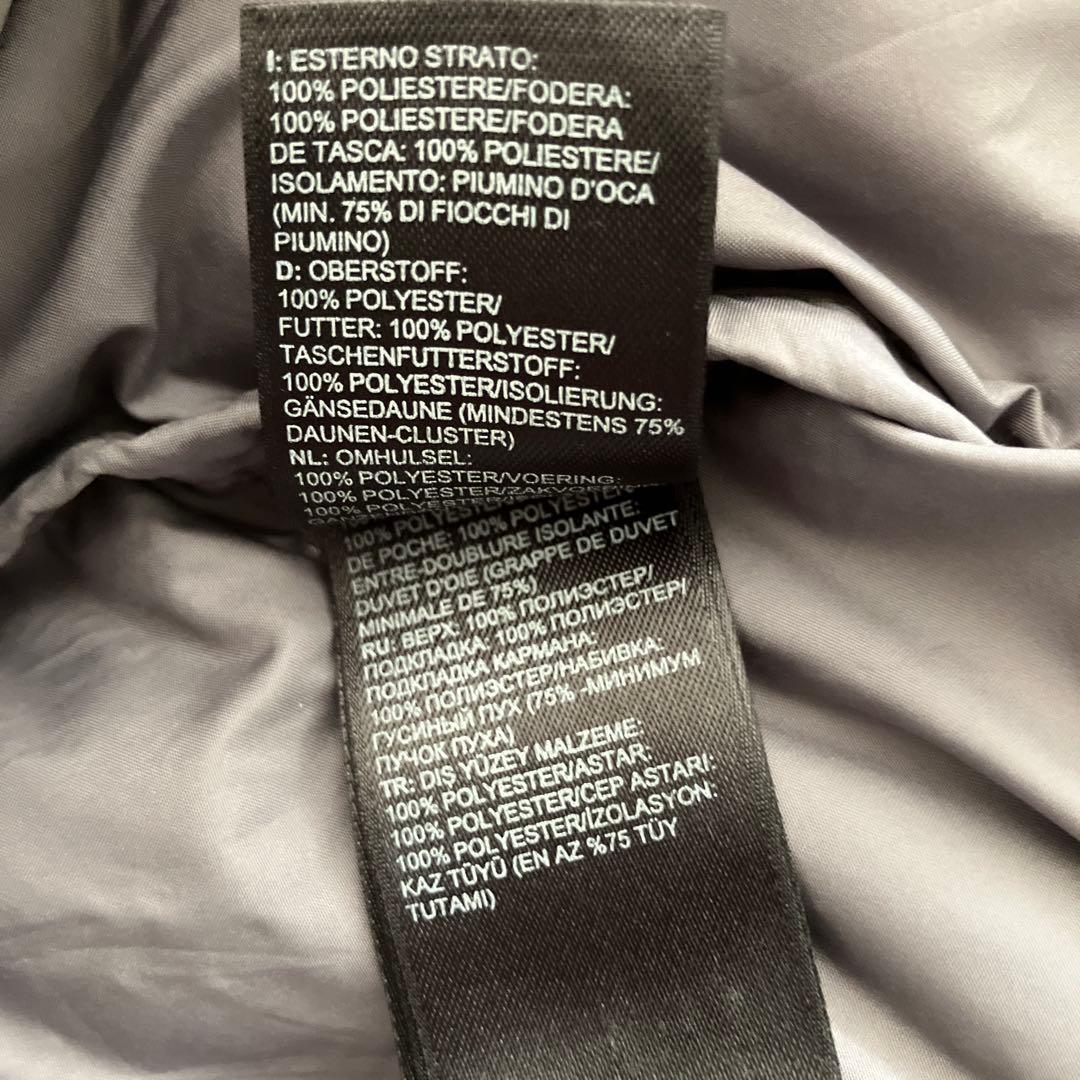 I: ESTERNO STRATO:
100% POLIESTERE/FODERA:
100% POLIESTERE/FODERA
DE TASCA: 100% POLIESTERE/
ISOLAMENTO: PIUMINO D'OCA
(MIN. 75% DI FIOCCHI DI
PIUMINO)
D: OBERSTOFF:
100% POLYESTER/
FUTTER: 100% POLYESTER/
TASCHENFUTTERSTOFF:
100% POLYESTER/ISOLIERUNG:
GÄNSEDAUNE (MINDESTENS 75%
DAUNEN-CLUSTER)
NL: OMHULSEL:
100% POLYESTER/VOERING:
100%
100% POLYESTER/
100% POLYESTER
DE POCHE: 100% POLYESTER/
ENTRE-DOUBLURE ISOLANTE:
DUVET D'OIE (GRAPPE DE DUVET
MINIMALE DE 75%)
RU: ВЕРХ. 100% ПОЛИЭСТЕР/
ПОДКЛАДКА: 100% ПОЛИЭСТЕР/
ПОДКЛАДКА КАРМАНА:
100% ПОЛИЭСТЕР/НАБИВКА:
ГУСИНЫЙ ПУХ (75% -МИНИМУМ
ПУЧОК ПУХА)
TR: DIŞ YÜZEY MALZEME:
100% POLYESTER/ASTAR:
100% POLYESTER/CEP ASTARI:
100% POLYESTER/İZOLASYON:
KAZ TÜYÜ (EN AZ %75 TÜY
TUTAMI)